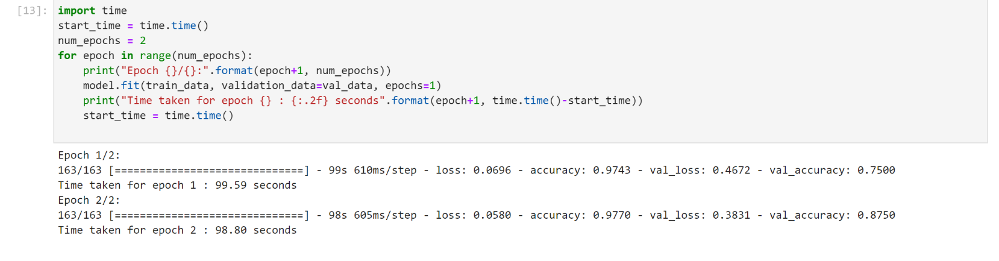 [13]: import time
start_time = time.time()
num_epochs = 2
for epoch in range(num_epochs):
    print("Epoch {}/{}:".format(epoch+1, num_epochs))
    model.fit(train_data, validation_data=val_data, epochs=1)
    print("Time taken for epoch {} : {:.2f} seconds".format(epoch+1, time.time()-start_time))
    start_time = time.time()
Epoch 1/2:
163/163 [==============================] - 99s 610ms/step - loss: 0.0696 - accuracy: 0.9743 - val_loss: 0.4672 - val_accuracy: 0.7500
Time taken for epoch 1 : 99.59 seconds
Epoch 2/2:
163/163 [==============================] - 98s 605ms/step - loss: 0.0580 - accuracy: 0.9770 - val_loss: 0.3831 - val_accuracy: 0.8750
Time taken for epoch 2 : 98.80 seconds